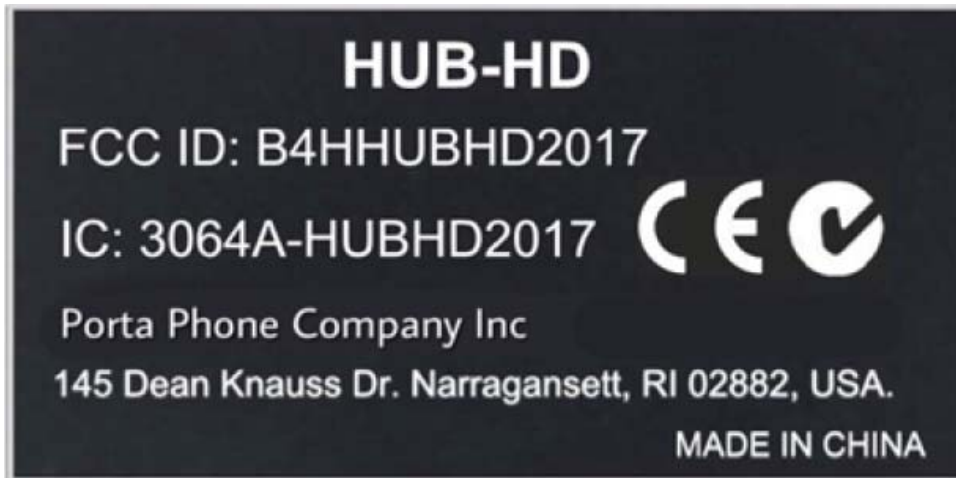 HUB-HD
FCC ID: B4HHUBHD2017
IC: 3064A-HUBHD2017
CE
Porta Phone Company Inc
145 Dean Knauss Dr. Narragansett, RI 02882, USA.
MADE IN CHINA